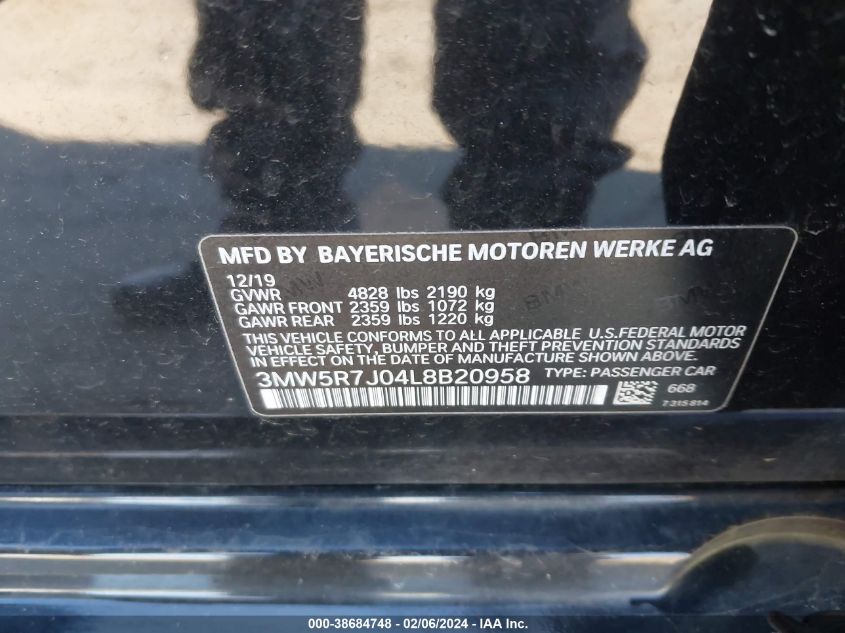 MFD BY BAYERISCHE MOTOREN WERKE AG
12/19
GVWR 4828 lbs 2190 kg
GAWR FRONT 2359 lbs 1072 kg
GAWR REAR 2359 lbs 1220 kg
THIS VEHICLE CONFORMS TO ALL APPLICABLE U.S.FEDERAL MOTOR
VEHICLE SAFETY, BUMPER AND THEFT PREVENTION STANDARDS
IN EFFECT ON THE DATE OF MANUFACTURE SHOWN ABOVE.
3MW5R7J04L8B20958 TYPE: PASSENGER CAR
668
7 315 814
000-38684748 - 02/06/2024 - IAA Inc.